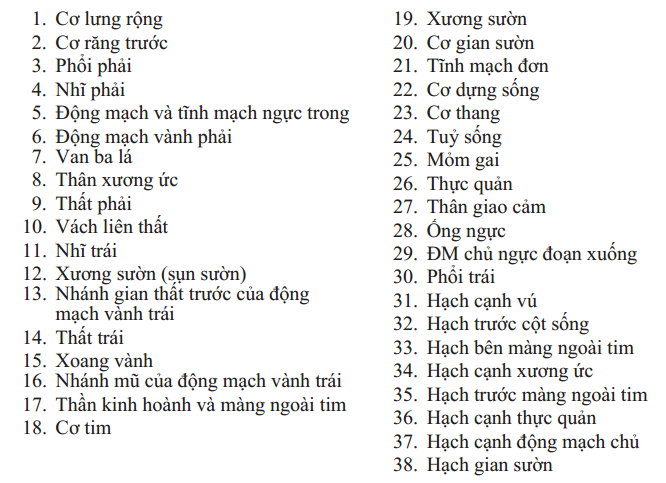 1. Cơ lưng rộng
2. Cơ răng trước
3. Phổi phải
4. Nhĩ phải
5. Động mạch và tĩnh mạch ngực trong
6. Động mạch vành phải
7. Van ba lá
8. Thân xương ức
9. Thất phải
10. Vách liên thất
11. Nhĩ trái
12. Xương sườn (sụn sườn)
13. Nhánh gian thất trước của động
mạch vành trái
14. Thất trái
15. Xoang vành
16. Nhánh mũ của động mạch vành trái
17. Thần kinh hoành và màng ngoài tim
18. Cơ tim
19. Xương sườn
20. Cơ gian sườn
21. Tĩnh mạch đơn
22. Cơ dựng sống
23. Cơ thang
24. Tuỷ sống
25. Mỏm gai
26. Thực quản
27. Thân giao cảm
28. Ống ngực
29. ĐM chủ ngực đoạn xuống
30. Phổi trái
31. Hạch cạnh vú
32. Hạch trước cột sống
33. Hạch bên màng ngoài tim
34. Hạch cạnh xương ức
35. Hạch trước màng ngoài tim
36. Hạch cạnh thực quản
37. Hạch cạnh động mạch chủ
38. Hạch gian sườn